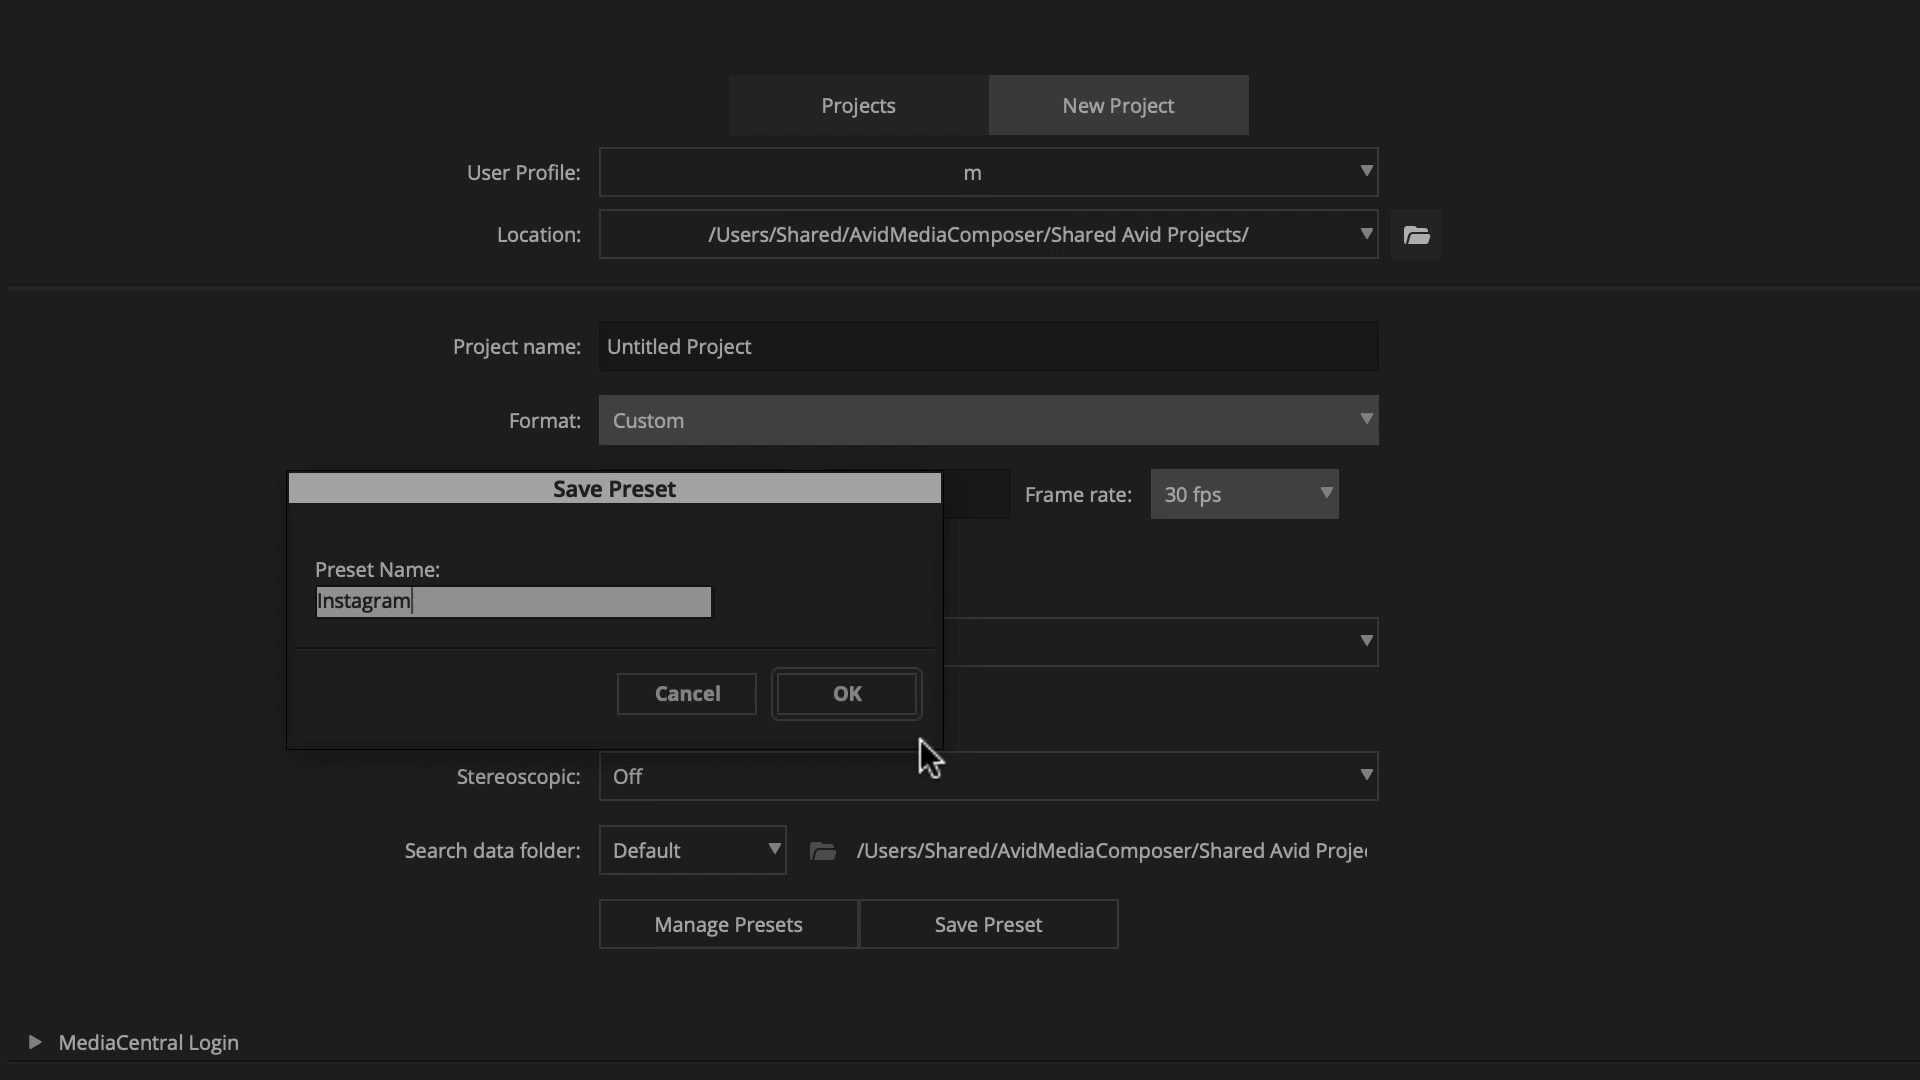 Projects
New Project
User Profile:
m
Location:
/Users/Shared/AvidMediaComposer/Shared Avid Projects/
Project name:
Untitled Project
Format:
Custom
Save Preset
Frame rate:
30 fps
Preset Name:
Instagram
Cancel
OK
Stereoscopic:
Off
Search data folder:
Default
/Users/Shared/AvidMediaComposer/Shared Avid Proje
Manage Presets
Save Preset
MediaCentral Login